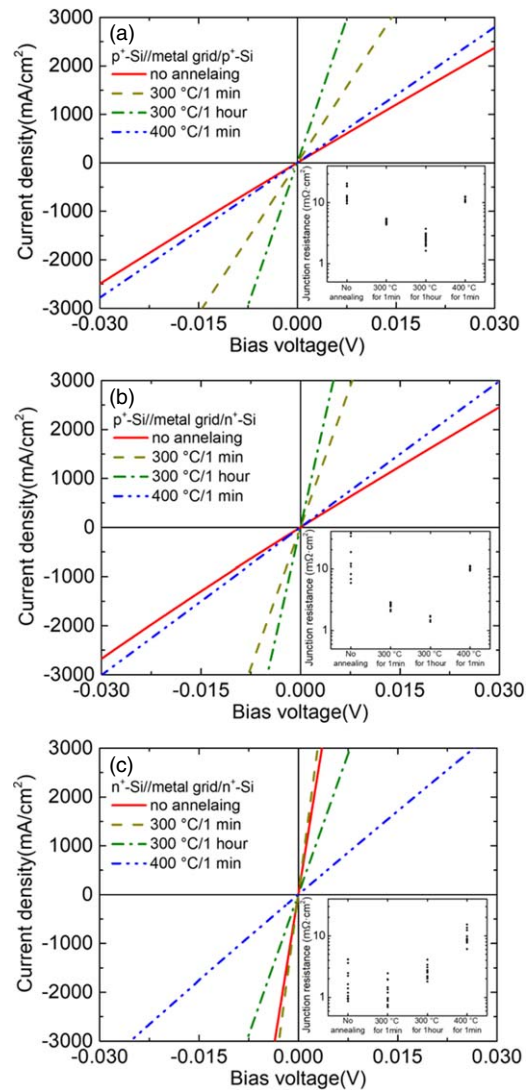 (a)
p⁺-Si//metal grid/p⁺-Si
no annelaing
300 °C/1 min
300 °C/1 hour
400 °C/1 min
3000
2000
1000
0
-1000
-2000
-3000
Current density(mA/cm²)
-0.030 -0.015 0.000 0.015 0.030
Bias voltage(V)
Junction resistance (mΩ·cm²)
10
1
No annealing
300 °C for 1min
300 °C for 1hour
400 °C for 1min
(b)
p⁺-Si//metal grid/n⁺-Si
no annelaing
300 °C/1 min
300 °C/1 hour
400 °C/1 min
3000
2000
1000
0
-1000
-2000
-3000
Current density(mA/cm²)
-0.030 -0.015 0.000 0.015 0.030
Bias voltage(V)
Junction resistance (mΩ·cm²)
10
1
No annealing
300 °C for 1min
300 °C for 1hour
400 °C for 1min
(c)
n⁺-Si//metal grid/n⁺-Si
no annelaing
300 °C/1 min
300 °C/1 hour
400 °C/1 min
3000
2000
1000
0
-1000
-2000
-3000
Current density(mA/cm²)
-0.030 -0.015 0.000 0.015 0.030
Bias voltage(V)
Junction resistance (mΩ·cm²)
10
1
No annealing
300 °C for 1min
300 °C for 1hour
400 °C for 1min